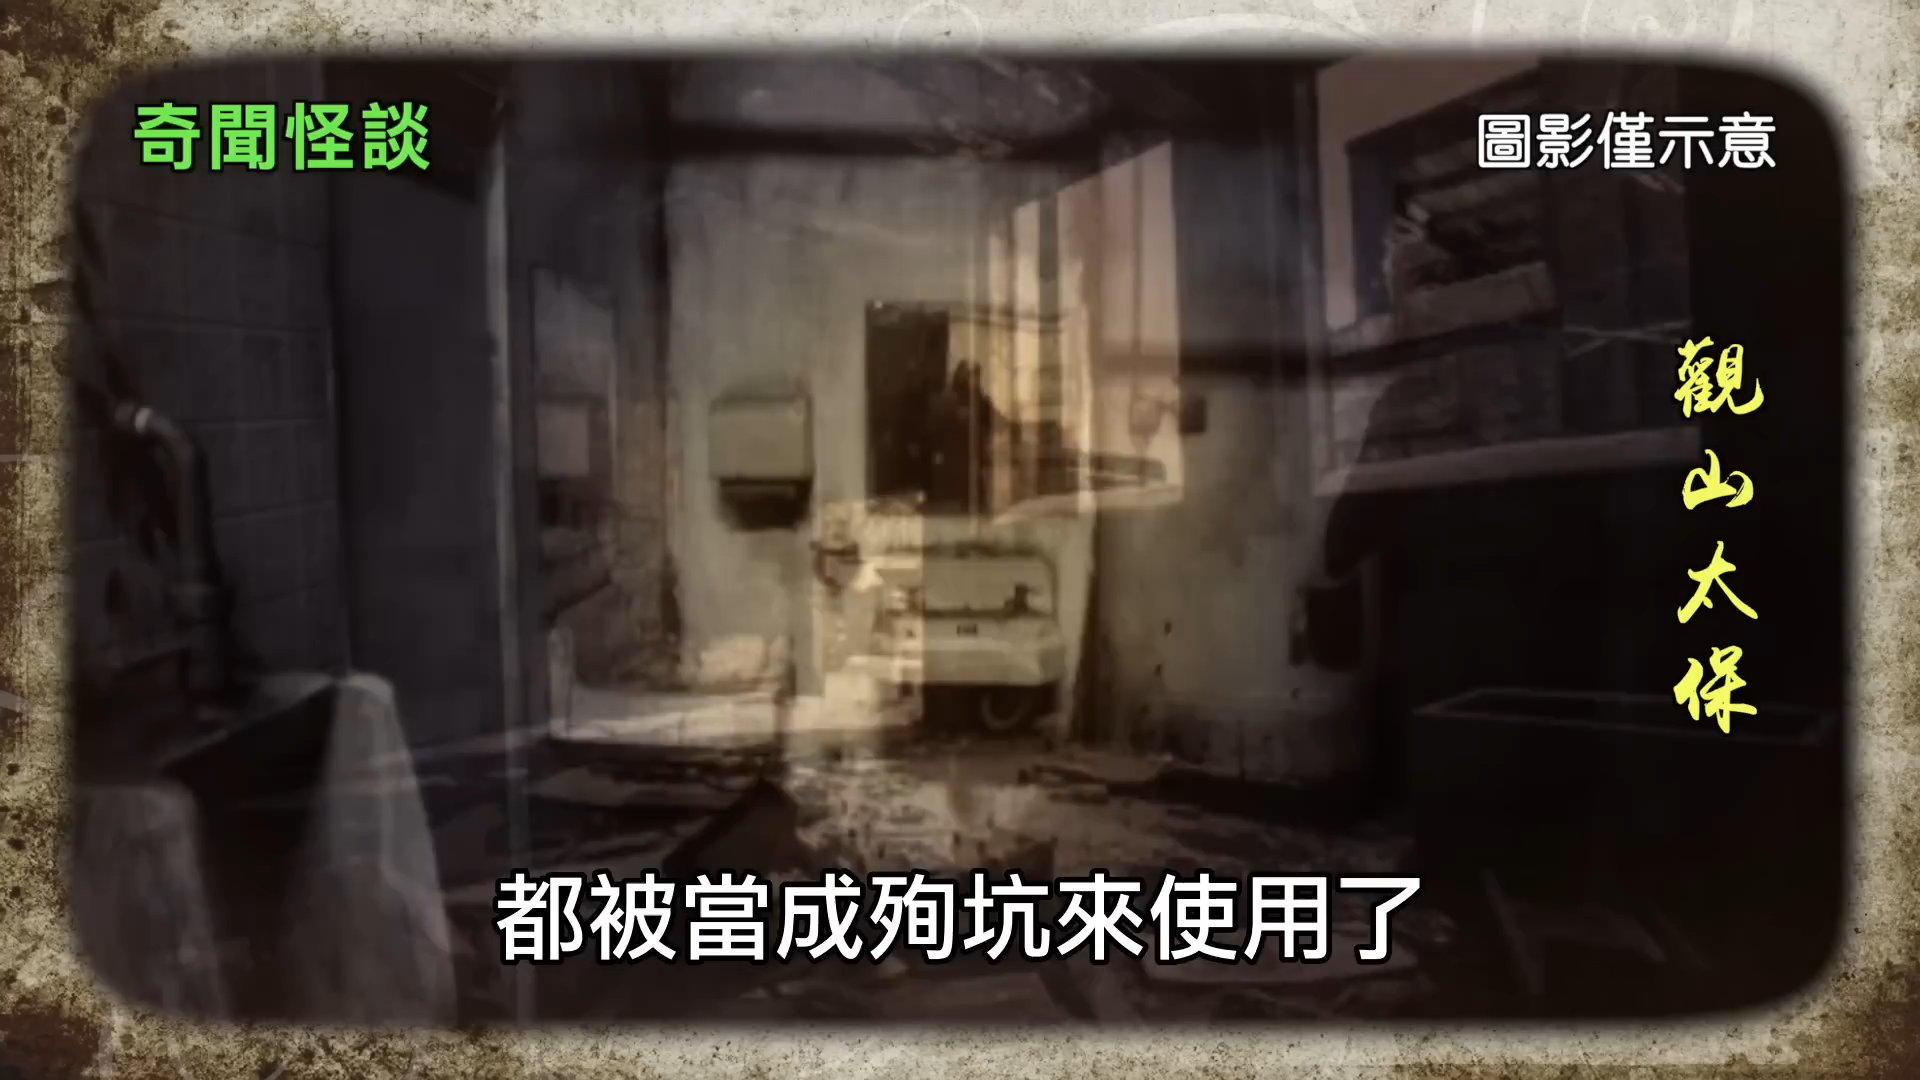 奇聞怪談
圖影僅示意
觀山太保
都被當成殉坑來使用了